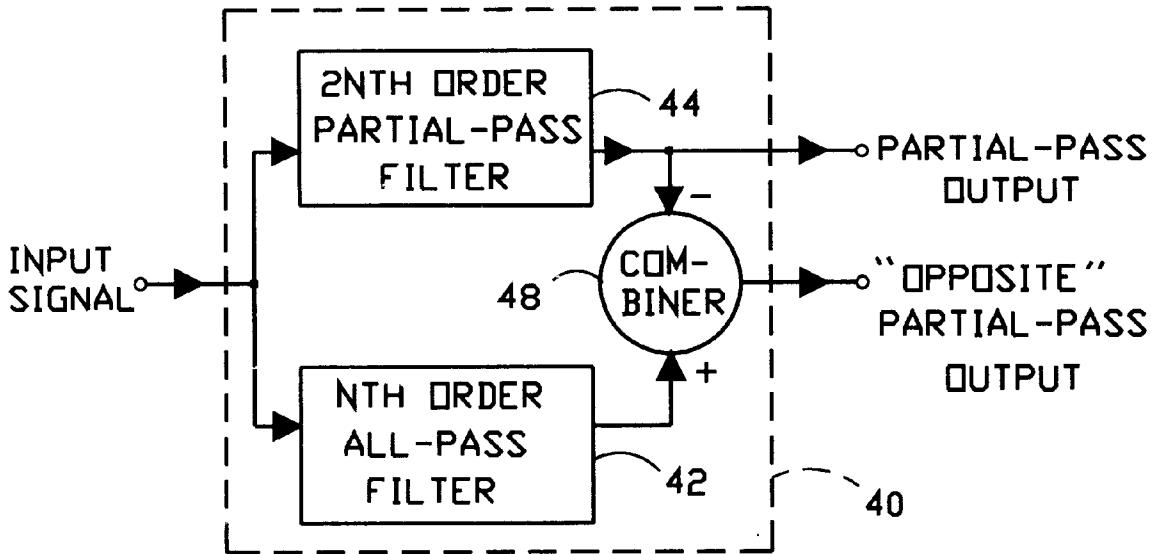 2NTH ORDER
PARTIAL-PASS
FILTER
44
PARTIAL-PASS
OUTPUT
-
INPUT
SIGNAL
48
COM-
BINER
"OPPOSITE"
PARTIAL-PASS
OUTPUT
+
NTH ORDER
ALL-PASS
FILTER
42
40